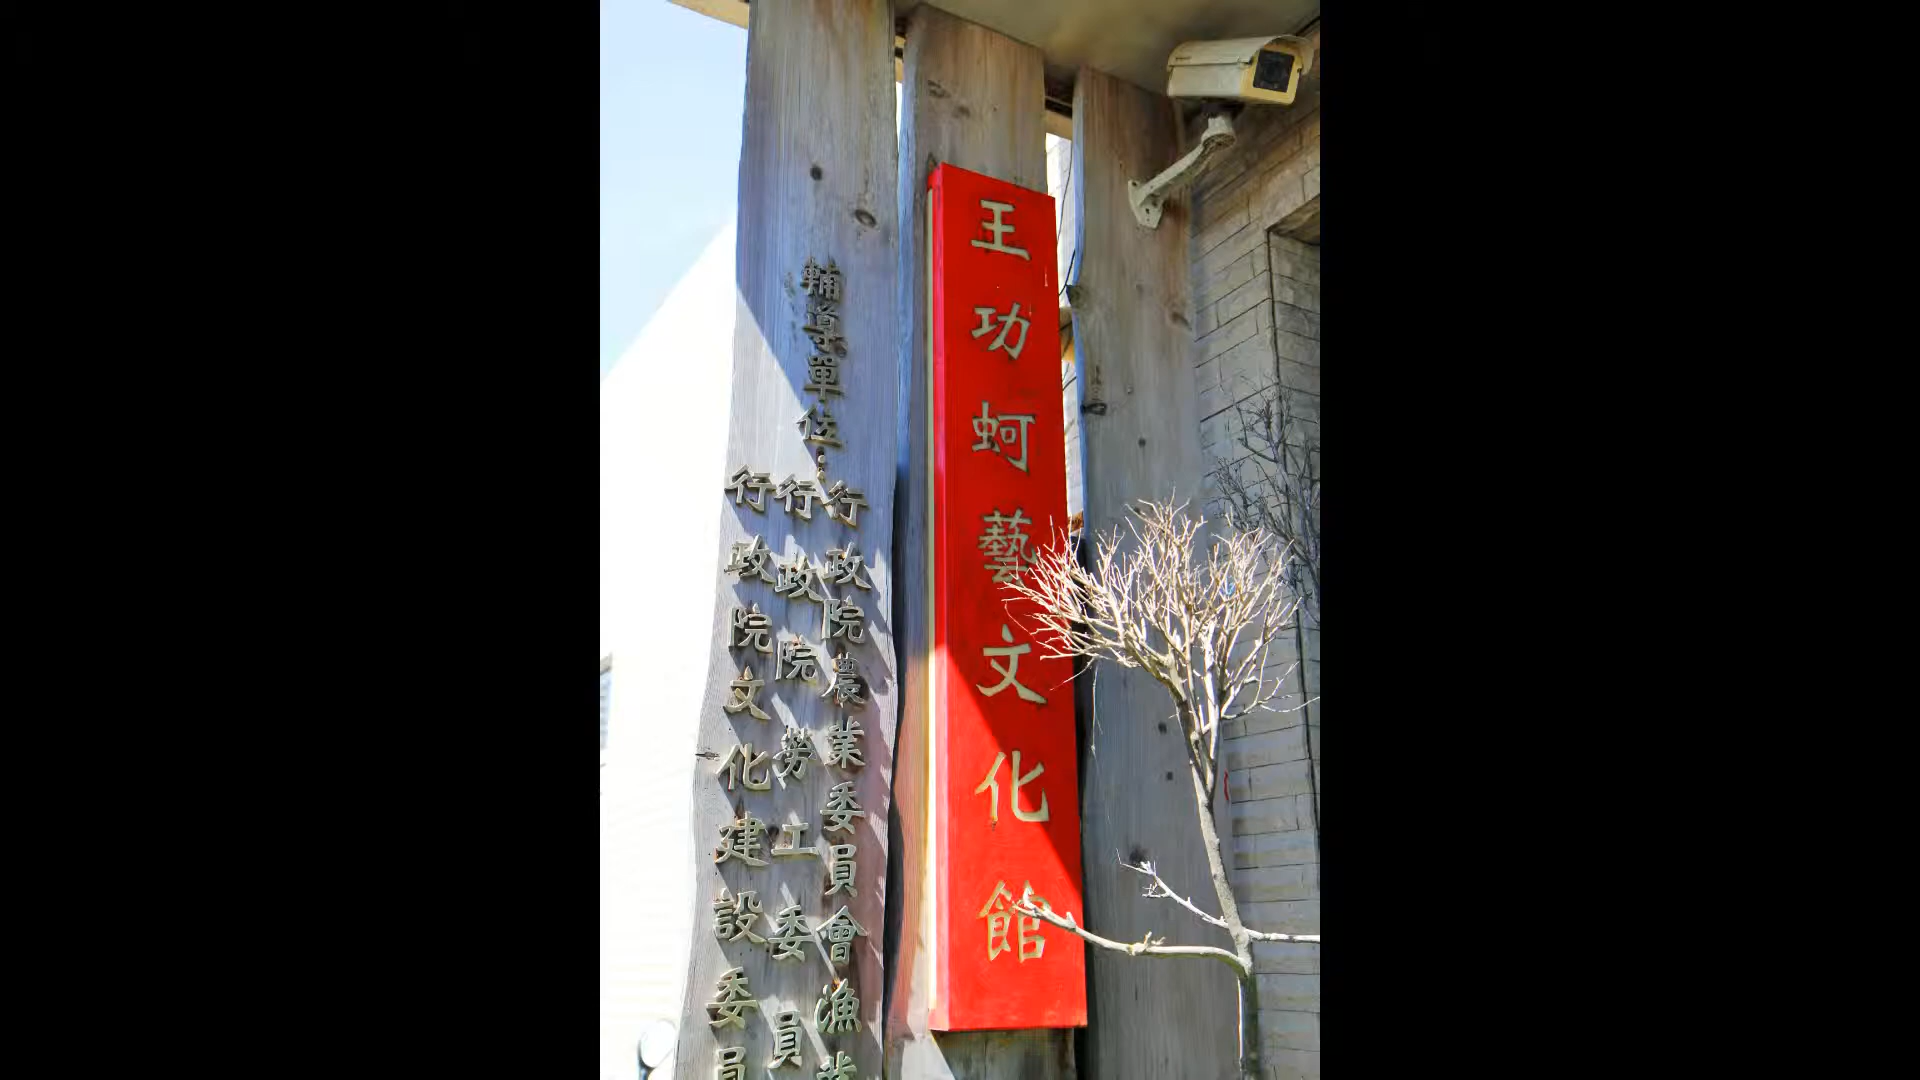 王功蚵藝文化館
輔導單位：
行政院農業委員會漁業
行政院勞工委員
行政院文化建設委員